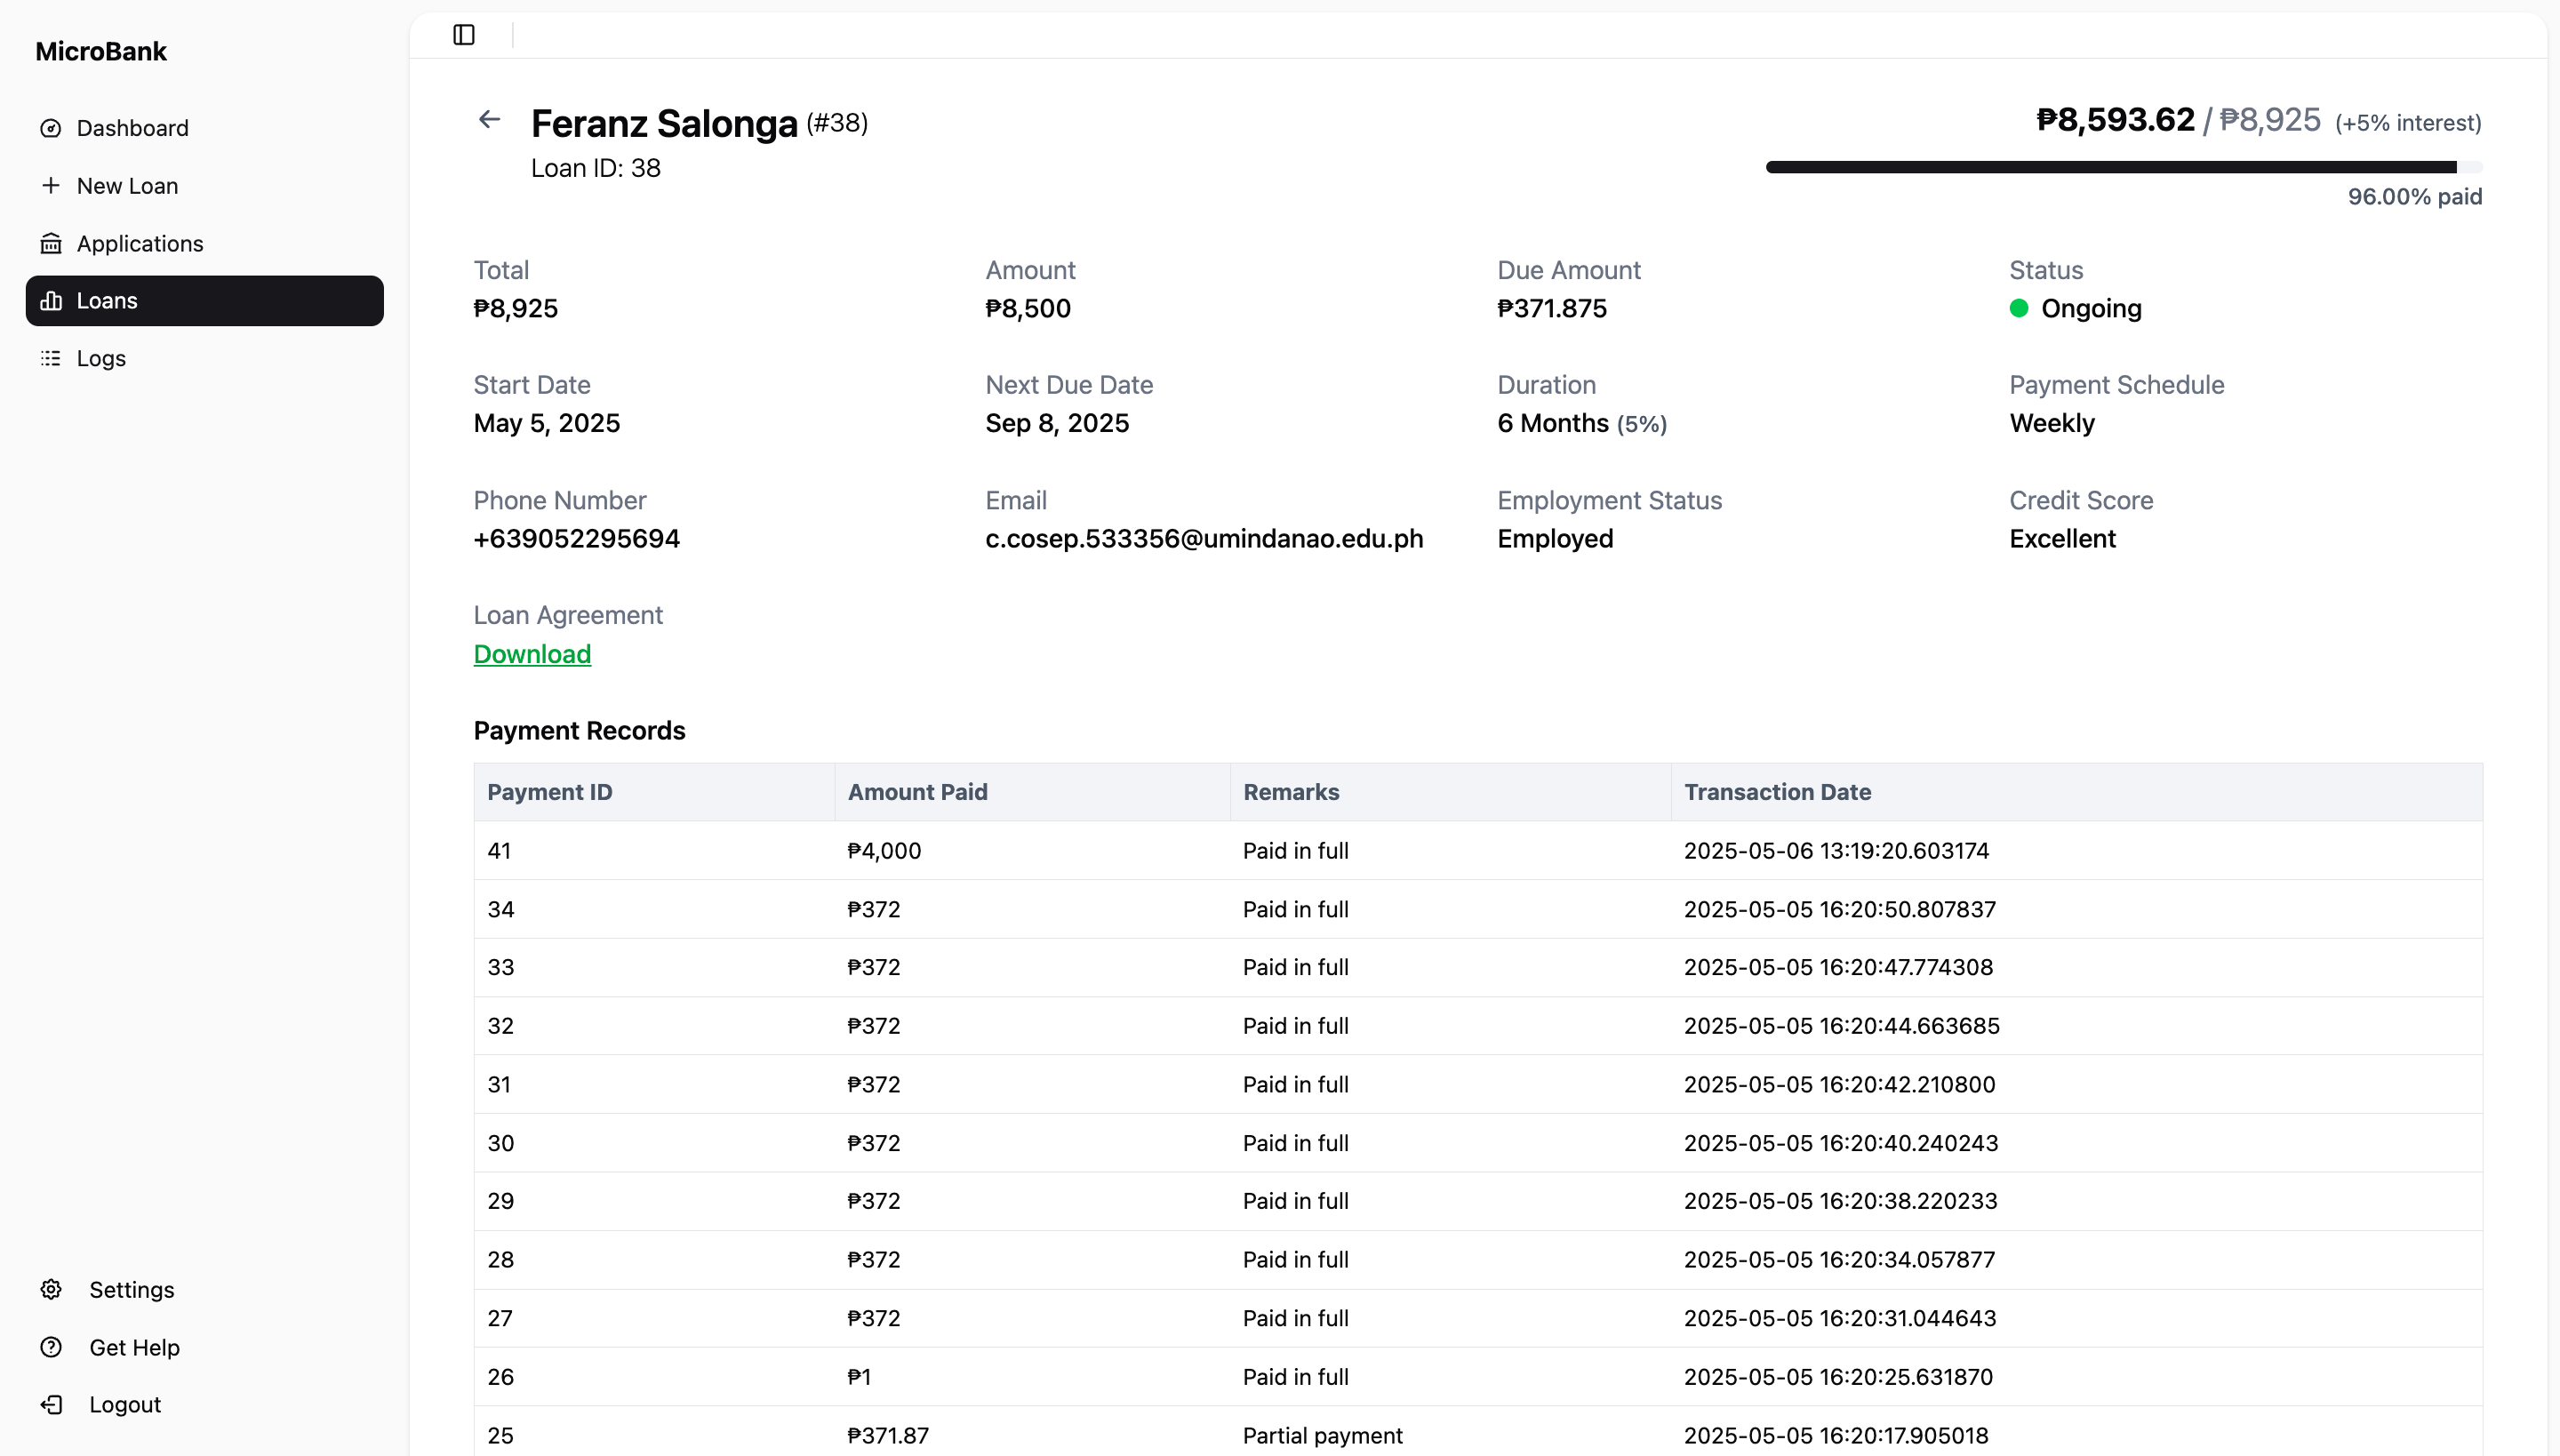 MicroBank
Dashboard
New Loan
Applications
Loans
Logs
Settings
Get Help
Logout
Feranz Salonga (#38)
Loan ID: 38
₱8,593.62 / ₱8,925 (+5% interest)
96.00% paid
Total Amount Due Amount Status
₱8,925 ₱8,500 ₱371.875 Ongoing
Start Date Next Due Date Duration Payment Schedule
May 5, 2025 Sep 8, 2025 6 Months (5%) Weekly
Phone Number Email Employment Status Credit Score
+639052295694 c.cosep.533356@umindanao.edu.ph Employed Excellent
Loan Agreement
Download
Payment Records
Payment ID Amount Paid Remarks Transaction Date
41 ₱4,000 Paid in full 2025-05-06 13:19:20.603174
34 ₱372 Paid in full 2025-05-05 16:20:50.807837
33 ₱372 Paid in full 2025-05-05 16:20:47.774308
32 ₱372 Paid in full 2025-05-05 16:20:44.663685
31 ₱372 Paid in full 2025-05-05 16:20:42.210800
30 ₱372 Paid in full 2025-05-05 16:20:40.240243
29 ₱372 Paid in full 2025-05-05 16:20:38.220233
28 ₱372 Paid in full 2025-05-05 16:20:34.057877
27 ₱372 Paid in full 2025-05-05 16:20:31.044643
26 ₱1 Paid in full 2025-05-05 16:20:25.631870
25 ₱371.87 Partial payment 2025-05-05 16:20:17.905018